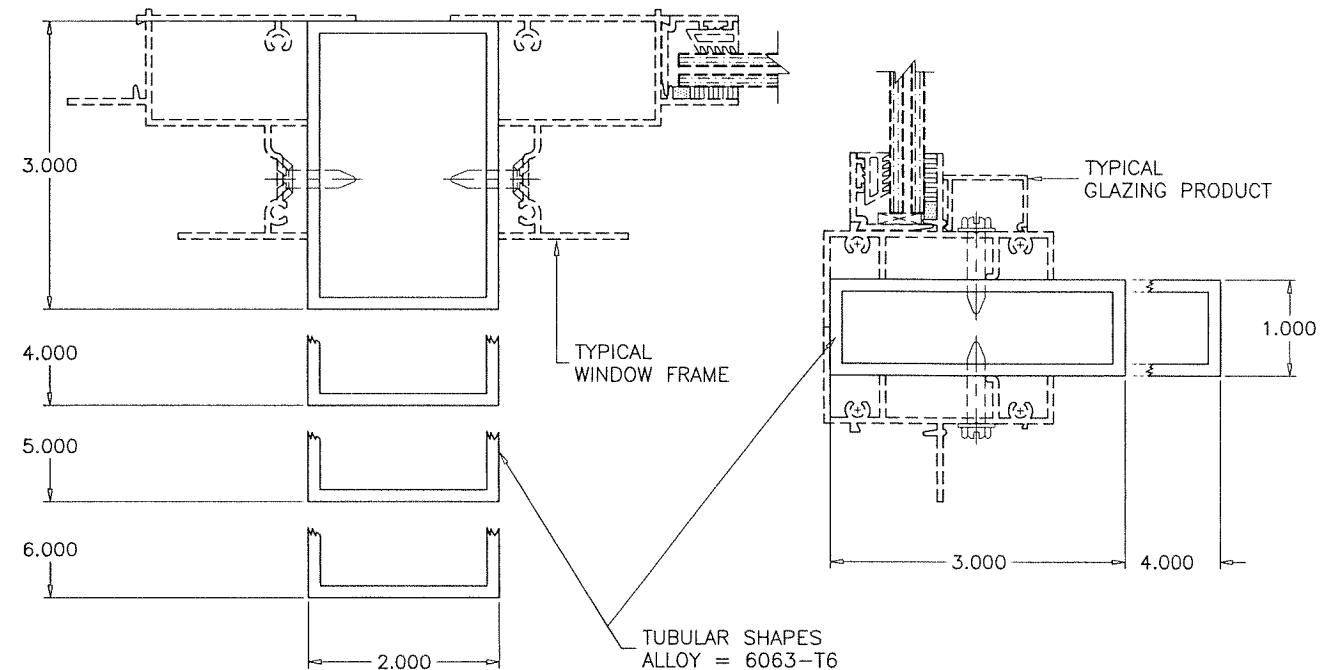 3.000
4.000
5.000
6.000
2.000
TYPICAL
WINDOW FRAME
TUBULAR SHAPES
ALLOY = 6063-T6
TYPICAL
GLAZING PRODUCT
1.000
3.000
4.000